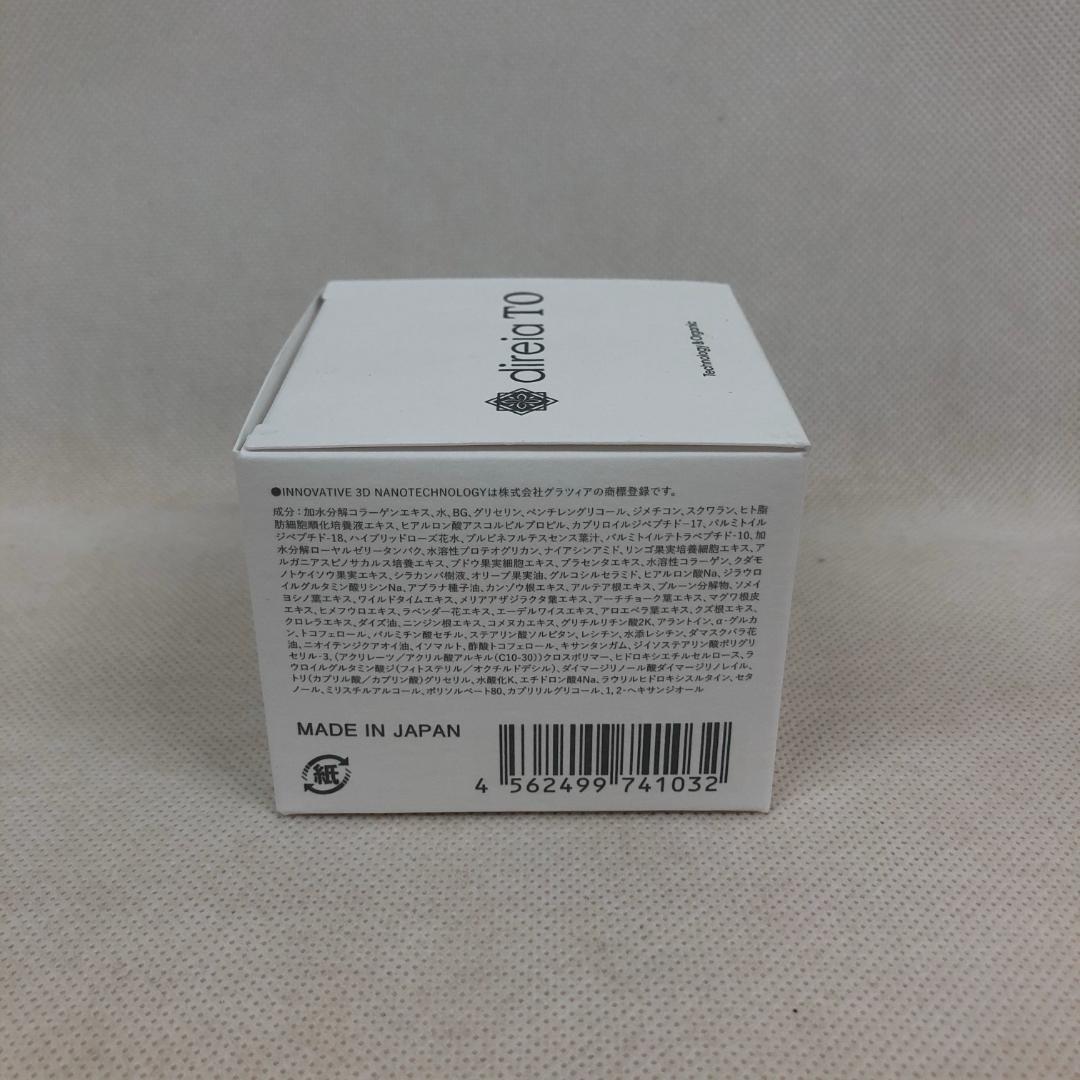 direia TO
Technology & Organic
●INNOVATIVE 3D NANOTECHNOLOGYは株式会社グラツィアの商標登録です。
成分：加水分解コラーゲンエキス、水、BG、グリセリン、ペンチレングリコール、ジメチコン、スクワラン、ヒト脂
肪細胞順化培養液エキス、ヒアルロン酸アスコルビルプロピル、カプリロイルジペプチド-17、パルミトイル
ジペプチド-18、ハイブリッドローズ花水、ブルビネフルテスセンス葉汁、パルミトイルテトラペプチド-10、加
水分解ローヤルゼリータンパク、水溶性プロテオグリカン、ナイアシンアミド、リンゴ果実培養細胞エキス、ア
ルガニアスピノサカルス培養エキス、ブドウ果実細胞エキス、プラセンタエキス、水溶性コラーゲン、クダモ
ノトケイソウ果実エキス、シラカンバ樹液、オリーブ果実油、グルコシルセラミド、ヒアルロン酸Na、ジラウロ
イルグルタミン酸リシンNa、アブラナ種子油、カンゾウ根エキス、アルテア根エキス、プルーン分解物、ソメイ
ヨシノ葉エキス、ワイルドタイムエキス、メリアアザジラクタ葉エキス、アーチチョーク葉エキス、マグワ根皮
エキス、ヒメフウロエキス、ラベンダー花エキス、エーデルワイスエキス、アロエベラ葉エキス、クズ根エキス、
クロレラエキス、ダイズ油、ニンジン根エキス、コメヌカエキス、グリチルリチン酸2K、アラントイン、α-グルカ
ン、トコフェロール、パルミチン酸セチル、ステアリン酸ソルビタン、レシチン、水添レシチン、ダマスクバラ花
油、ニオイテンジクアオイ油、イソマルト、酢酸トコフェロール、キサンタンガム、ジイソステアリン酸ポリグリ
セリル-3、（アクリレーツ／アクリル酸アルキル（C10-30））クロスポリマー、ヒドロキシエチルセルロース、ラ
ウロイルグルタミン酸ジ（フィトステリル／オクチルドデシル）、ダイマージリノール酸ダイマージリノレイル、
トリ（カプリル酸／カプリン酸）グリセリル、水酸化K、エチドロン酸4Na、ラウリルヒドロキシスルタイン、セタ
ノール、ミリスチルアルコール、ポリソルベート80、カプリリルグリコール、1, 2-ヘキサンジオール
MADE IN JAPAN
紙
4 562499 741032